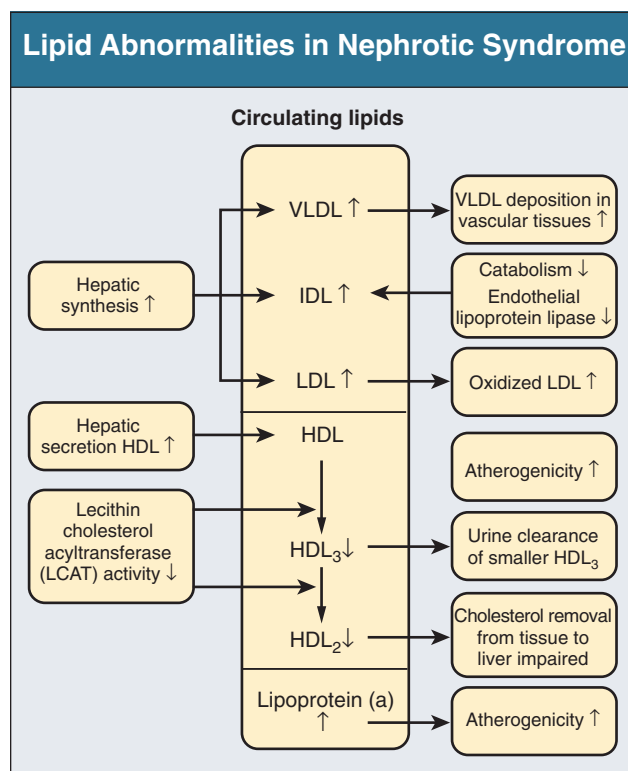 Lipid Abnormalities in Nephrotic Syndrome
Circulating lipids
VLDL ↑
VLDL deposition in
vascular tissues ↑
Hepatic
synthesis ↑
IDL ↑
Catabolism ↓
Endothelial
lipoprotein lipase ↓
LDL ↑
Oxidized LDL ↑
Hepatic
secretion HDL ↑
HDL
Atherogenicity ↑
Lecithin
cholesterol
acyltransferase
(LCAT) activity ↓
HDL₃↓
Urine clearance
of smaller HDL₃
HDL₂↓
Cholesterol removal
from tissue to
liver impaired
Lipoprotein (a)
↑
Atherogenicity ↑